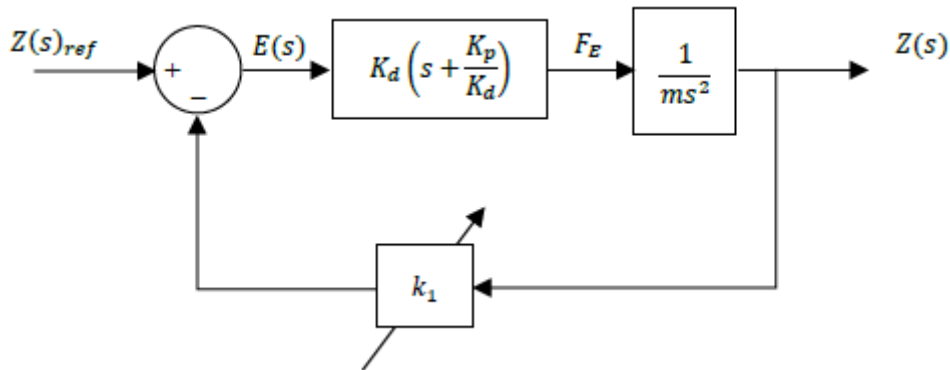 Z(s)ref
+
−
E(s)
K_d (s + K_p/K_d)
F_E
1/ms²
Z(s)
k₁